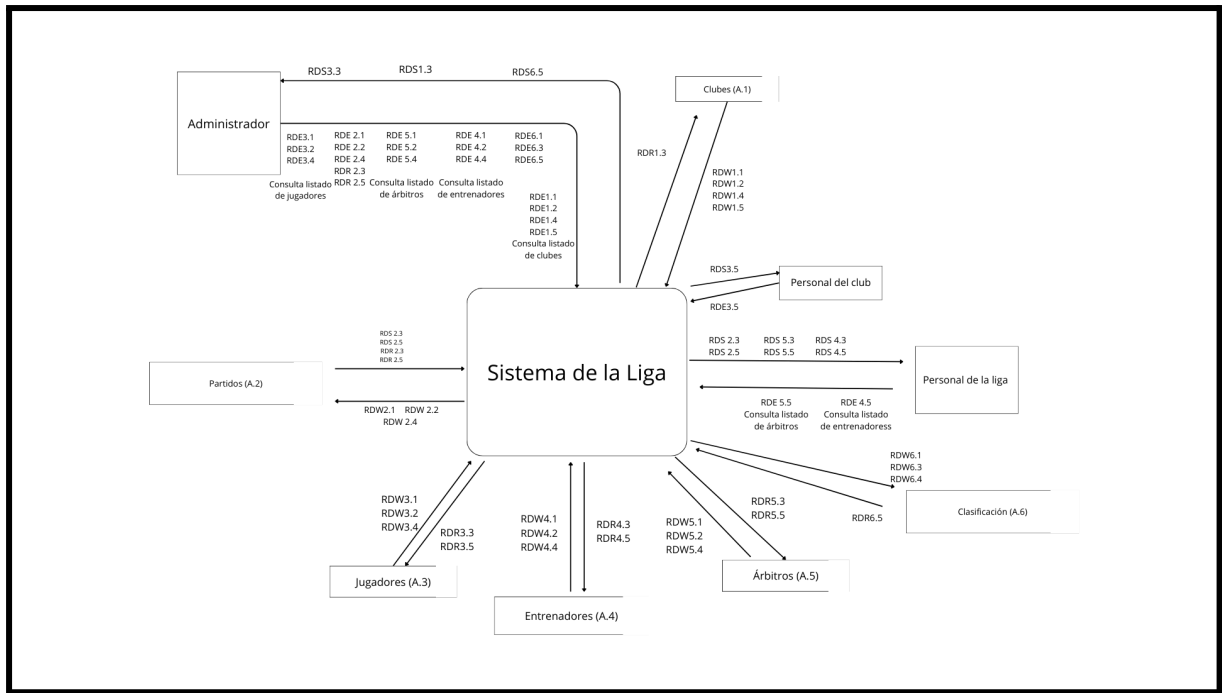 RDS3.3
RDS1.3
RDS6.5
Administrador
RDE3.1
RDE3.2
RDE3.4
Consulta listado
de jugadores
RDE 2.1
RDE 2.2
RDE 2.4
RDR 2.3
RDR 2.5
RDE 5.1
RDE 5.2
RDE 5.4
Consulta listado
de árbitros
RDE 4.1
RDE 4.2
RDE 4.4
Consulta listado
de entrenadores
RDE6.1
RDE6.3
RDE6.5
RDE1.1
RDE1.2
RDE1.4
RDE1.5
Consulta listado
de clubes
Clubes (A.1)
RDR1.3
RDW1.1
RDW1.2
RDW1.4
RDW1.5
RDS3.5
Personal del club
RDE3.5
Sistema de la Liga
RDS 2.3
RDS 2.5
RDR 2.3
RDR 2.5
Partidos (A.2)
RDW2.1 RDW 2.2
RDW 2.4
RDS 2.3 RDS 5.3 RDS 4.3
RDS 2.5 RDS 5.5 RDS 4.5
Personal de la liga
RDE 5.5
Consulta listado
de árbitros
RDE 4.5
Consulta listado
de entrenadoress
RDW6.1
RDW6.3
RDW6.4
RDR6.5
Clasificación (A.6)
RDW3.1
RDW3.2
RDW3.4
RDR3.3
RDR3.5
Jugadores (A.3)
RDW4.1
RDW4.2
RDW4.4
RDR4.3
RDR4.5
Entrenadores (A.4)
RDW5.1
RDW5.2
RDW5.4
RDR5.3
RDR5.5
Árbitros (A.5)